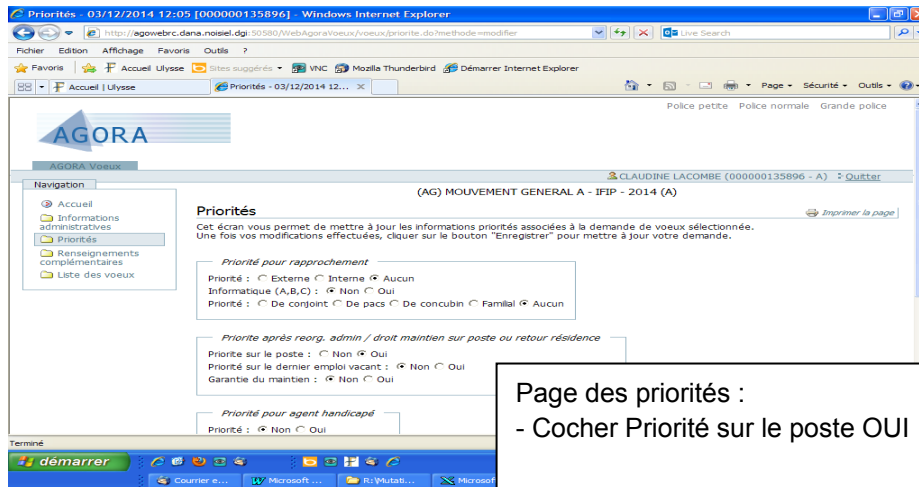 Priorités - 03/12/2014 12:05 [000000135896] - Windows Internet Explorer
http://agowebrc.dana.noisiel.dgi:50580/WebAgoraVoeux/voeux/priorite.do?methode=modifier
Live Search
Fichier Edition Affichage Favoris Outils ?
Favoris Accueil Ulysse Sites suggérés VNC Mozilla Thunderbird Démarrer Internet Explorer
Accueil | Ulysse Priorités - 03/12/2014 12... Page Sécurité Outils
Police petite Police normale Grande police
AGORA
AGORA Voeux
CLAUDINE LACOMBE (000000135896 - A) Quitter
Navigation
(AG) MOUVEMENT GENERAL A - IFIP - 2014 (A)
Accueil
Informations administratives
Priorités
Renseignements complémentaires
Liste des voeux
Priorités
Imprimer la page
Cet écran vous permet de mettre à jour les informations priorités associées à la demande de voeux sélectionnée.
Une fois vos modifications effectuées, cliquer sur le bouton "Enregistrer" pour mettre à jour votre demande.
Priorité pour rapprochement
Priorité : Externe Interne Aucun
Informatique (A,B,C) : Non Oui
Priorité : De conjoint De pacs De concubin Familial Aucun
Priorite après reorg. admin / droit maintien sur poste ou retour résidence
Priorite sur le poste : Non Oui
Priorité sur le dernier emploi vacant : Non Oui
Garantie du maintien : Non Oui
Priorité pour agent handicapé
Priorité : Non Oui
Page des priorités :
- Cocher Priorité sur le poste OUI
Terminé
démarrer
Courrier e... Microsoft ... R:\Mutati... Microsof